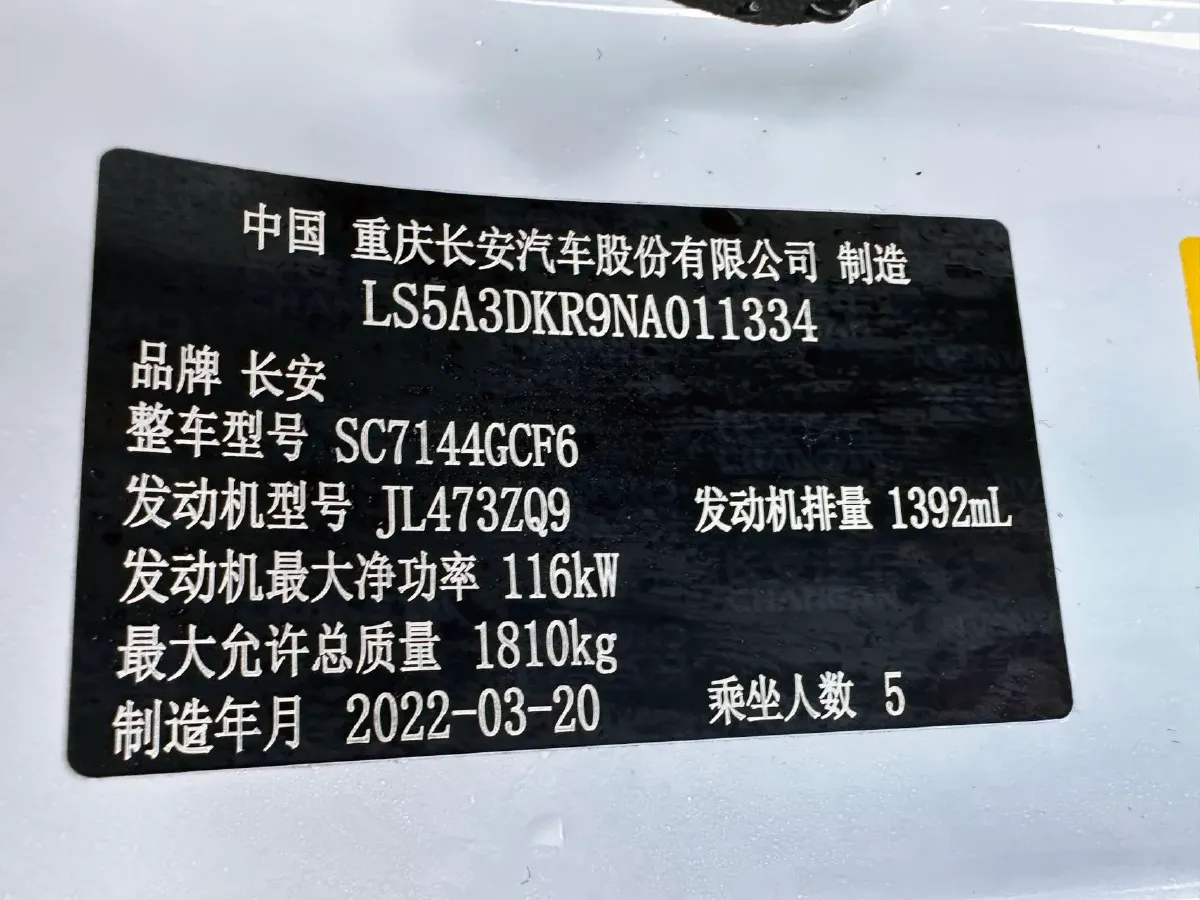 中国 重庆长安汽车股份有限公司 制造
LS5A3DKR9NA011334
品牌 长安
整车型号 SC7144GCF6
发动机型号 JL473ZQ9 发动机排量 1392mL
发动机最大净功率 116kW
最大允许总质量 1810kg
制造年月 2022-03-20 乘坐人数 5
CHANGAN